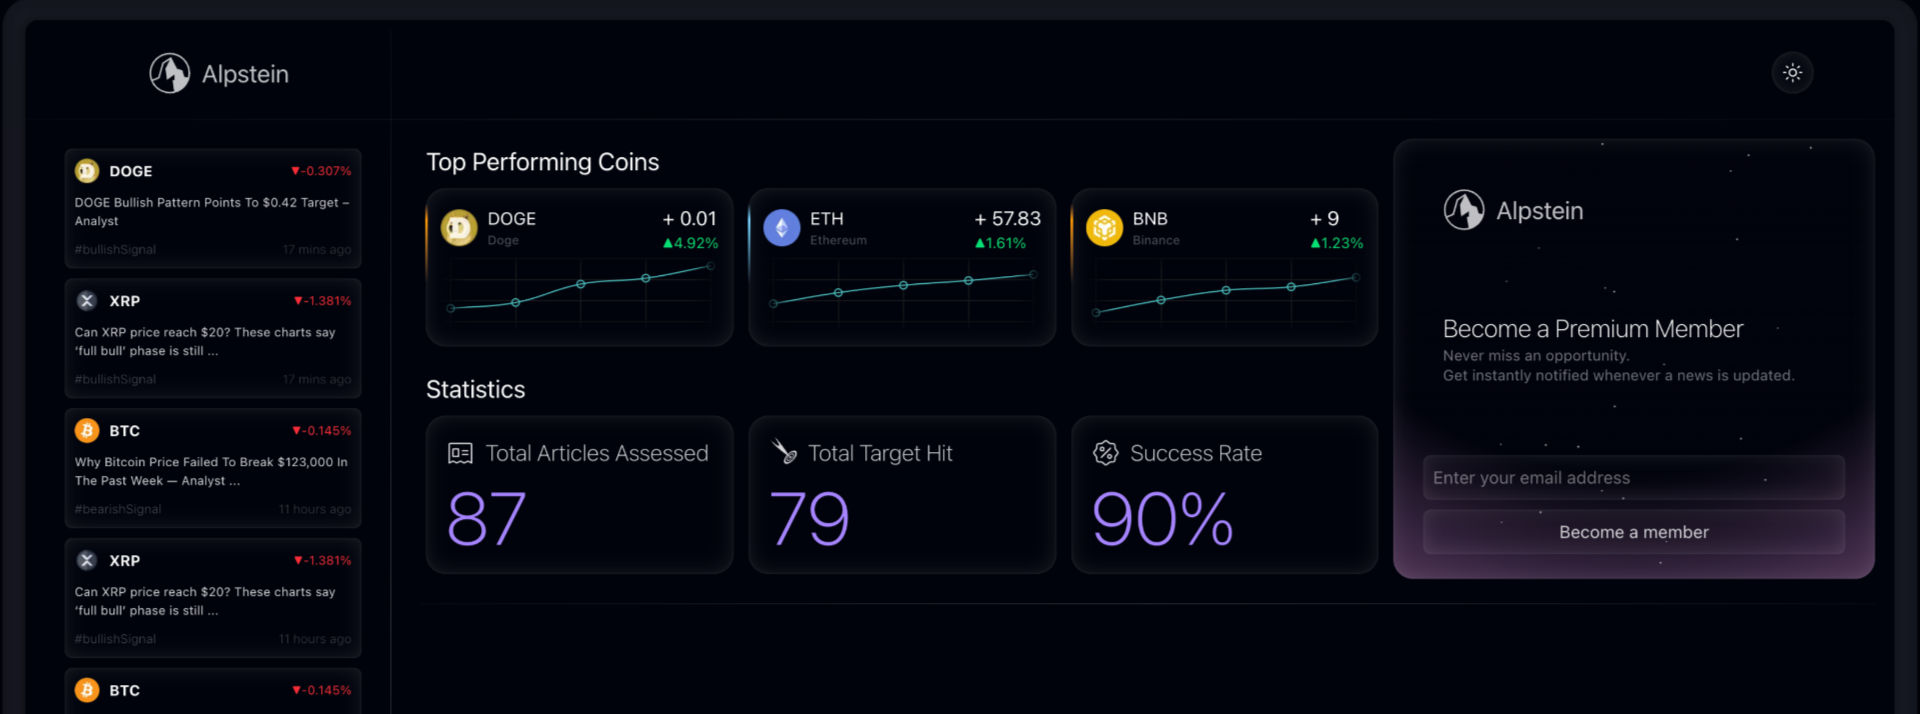 Alpstein
DOGE
▼-0.307%
DOGE Bullish Pattern Points To $0.42 Target –
Analyst
#bullishSignal
17 mins ago
XRP
▼-1.381%
Can XRP price reach $20? These charts say
‘full bull’ phase is still ...
#bullishSignal
17 mins ago
BTC
▼-0.145%
Why Bitcoin Price Failed To Break $123,000 In
The Past Week — Analyst ...
#bearishSignal
11 hours ago
XRP
▼-1.381%
Can XRP price reach $20? These charts say
‘full bull’ phase is still ...
#bullishSignal
11 hours ago
BTC
▼-0.145%
Top Performing Coins
DOGE
Doge
+ 0.01
▲4.92%
ETH
Ethereum
+ 57.83
▲1.61%
BNB
Binance
+ 9
▲1.23%
Statistics
Total Articles Assessed
87
Total Target Hit
79
Success Rate
90%
Alpstein
Become a Premium Member
Never miss an opportunity.
Get instantly notified whenever a news is updated.
Enter your email address
Become a member